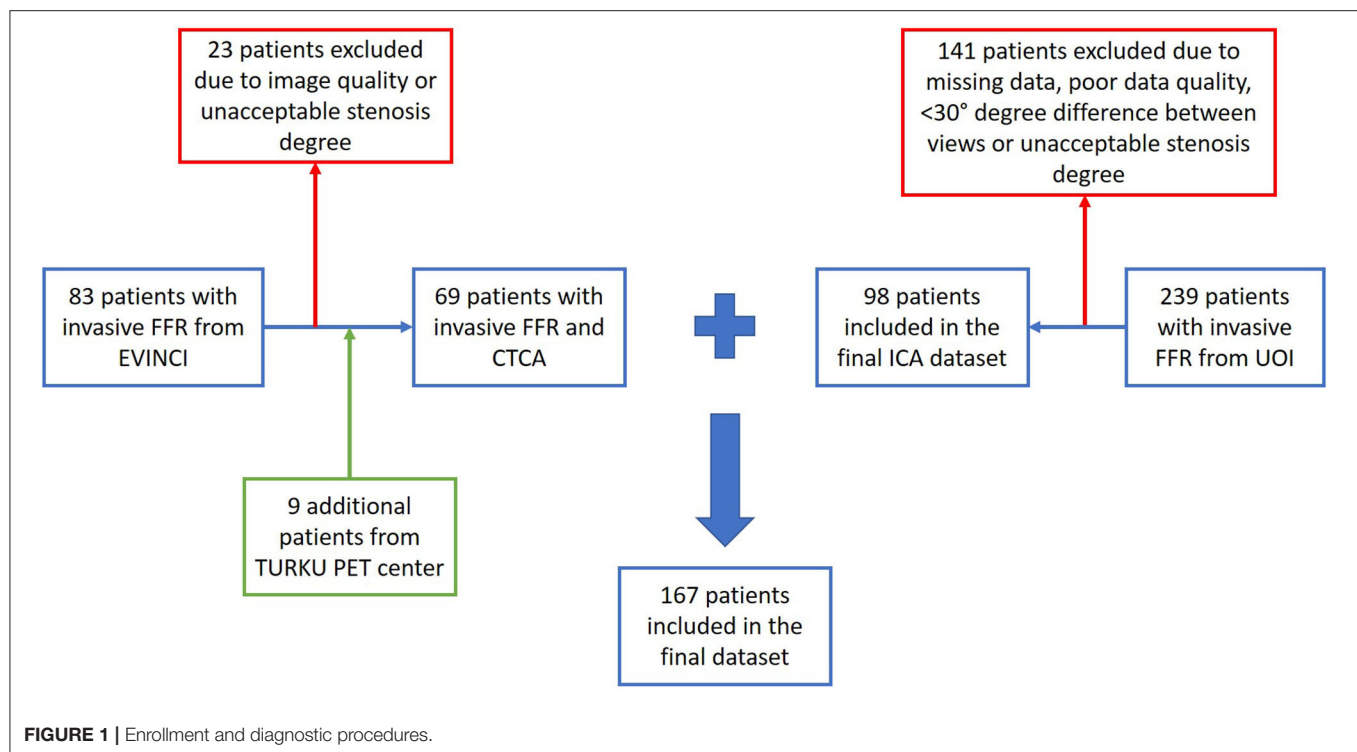 23 patients excluded
due to image quality or
unacceptable stenosis
degree
141 patients excluded due to
missing data, poor data quality,
<30° degree difference between
views or unacceptable stenosis
degree
83 patients with
invasive FFR from
EVINCI
69 patients with
invasive FFR and
CTCA
98 patients
included in the
final ICA dataset
239 patients
with invasive
FFR from UOI
9 additional
patients from
TURKU PET center
167 patients
included in the
final dataset
FIGURE 1 | Enrollment and diagnostic procedures.